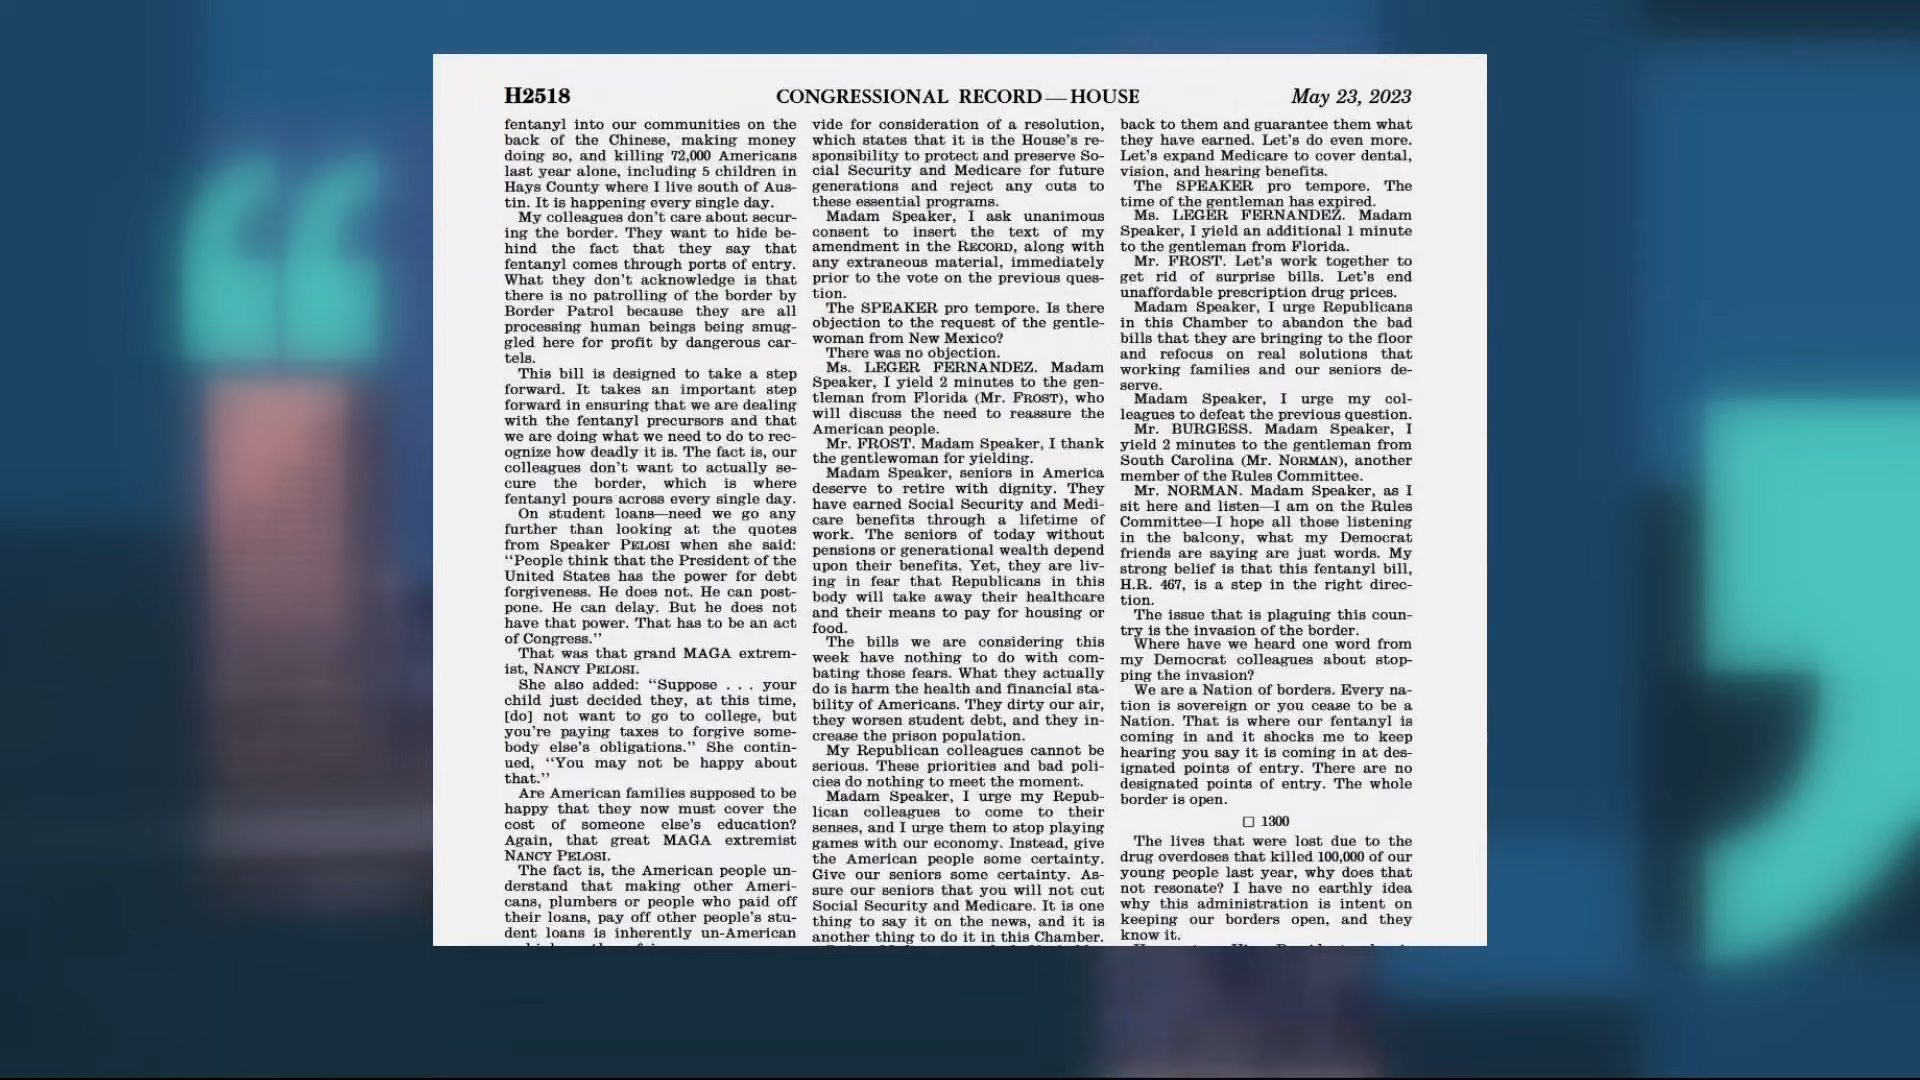 H2518
CONGRESSIONAL RECORD — HOUSE
May 23, 2023
fentanyl into our communities on the
back of the Chinese, making money
doing so, and killing 72,000 Americans
last year alone, including 5 children in
Hays County where I live south of Aus-
tin. It is happening every single day.
My colleagues don't care about secur-
ing the border. They want to hide be-
hind the fact that they say that
fentanyl comes through ports of entry.
What they don't acknowledge is that
there is no patrolling of the border by
Border Patrol because they are all
processing human beings being smug-
gled here for profit by dangerous car-
tels.
This bill is designed to take a step
forward. It takes an important step
forward in ensuring that we are dealing
with the fentanyl precursors and that
we are doing what we need to do to rec-
ognize how deadly it is. The fact is, our
colleagues don't want to actually se-
cure the border, which is where
fentanyl pours across every single day.
On student loans—need we go any
further than looking at the quotes
from Speaker PELOSI when she said:
"People think that the President of the
United States has the power for debt
forgiveness. He does not. He can post-
pone. He can delay. But he does not
have that power. That has to be an act
of Congress."
That was that grand MAGA extrem-
ist, NANCY PELOSI.
She also added: "Suppose . . . your
child just decided they, at this time,
[do] not want to go to college, but
you're paying taxes to forgive some-
body else's obligations." She contin-
ued, "You may not be happy about
that."
Are American families supposed to be
happy that they now must cover the
cost of someone else's education?
Again, that great MAGA extremist
NANCY PELOSI.
The fact is, the American people un-
derstand that making other Ameri-
cans, plumbers or people who paid off
their loans, pay off other people's stu-
dent loans is inherently un-American
vide for consideration of a resolution,
which states that it is the House's re-
sponsibility to protect and preserve So-
cial Security and Medicare for future
generations and reject any cuts to
these essential programs.
Madam Speaker, I ask unanimous
consent to insert the text of my
amendment in the RECORD, along with
any extraneous material, immediately
prior to the vote on the previous ques-
tion.
The SPEAKER pro tempore. Is there
objection to the request of the gentle-
woman from New Mexico?
There was no objection.
Ms. LEGER FERNANDEZ. Madam
Speaker, I yield 2 minutes to the gen-
tleman from Florida (Mr. FROST), who
will discuss the need to reassure the
American people.
Mr. FROST. Madam Speaker, I thank
the gentlewoman for yielding.
Madam Speaker, seniors in America
deserve to retire with dignity. They
have earned Social Security and Medi-
care benefits through a lifetime of
work. The seniors of today without
pensions or generational wealth depend
upon their benefits. Yet, they are liv-
ing in fear that Republicans in this
body will take away their healthcare
and their means to pay for housing or
food.
The bills we are considering this
week have nothing to do with com-
bating those fears. What they actually
do is harm the health and financial sta-
bility of Americans. They dirty our air,
they worsen student debt, and they in-
crease the prison population.
My Republican colleagues cannot be
serious. These priorities and bad poli-
cies do nothing to meet the moment.
Madam Speaker, I urge my Repub-
lican colleagues to come to their
senses, and I urge them to stop playing
games with our economy. Instead, give
the American people some certainty.
Give our seniors some certainty. As-
sure our seniors that you will not cut
Social Security and Medicare. It is one
thing to say it on the news, and it is
another thing to do it in this Chamber.
back to them and guarantee them what
they have earned. Let's do even more.
Let's expand Medicare to cover dental,
vision, and hearing benefits.
The SPEAKER pro tempore. The
time of the gentleman has expired.
Ms. LEGER FERNANDEZ. Madam
Speaker, I yield an additional 1 minute
to the gentleman from Florida.
Mr. FROST. Let's work together to
get rid of surprise bills. Let's end
unaffordable prescription drug prices.
Madam Speaker, I urge Republicans
in this Chamber to abandon the bad
bills that they are bringing to the floor
and refocus on real solutions that
working families and our seniors de-
serve.
Madam Speaker, I urge my col-
leagues to defeat the previous question.
Mr. BURGESS. Madam Speaker, I
yield 2 minutes to the gentleman from
South Carolina (Mr. NORMAN), another
member of the Rules Committee.
Mr. NORMAN. Madam Speaker, as I
sit here and listen—I am on the Rules
Committee—I hope all those listening
in the balcony, what my Democrat
friends are saying are just words. My
strong belief is that this fentanyl bill,
H.R. 467, is a step in the right direc-
tion.
The issue that is plaguing this coun-
try is the invasion of the border.
Where have we heard one word from
my Democrat colleagues about stop-
ping the invasion?
We are a Nation of borders. Every na-
tion is sovereign or you cease to be a
Nation. That is where our fentanyl is
coming in and it shocks me to keep
hearing you say it is coming in at des-
ignated points of entry. There are no
designated points of entry. The whole
border is open.
□ 1300
The lives that were lost due to the
drug overdoses that killed 100,000 of our
young people last year, why does that
not resonate? I have no earthly idea
why this administration is intent on
keeping our borders open, and they
know it.